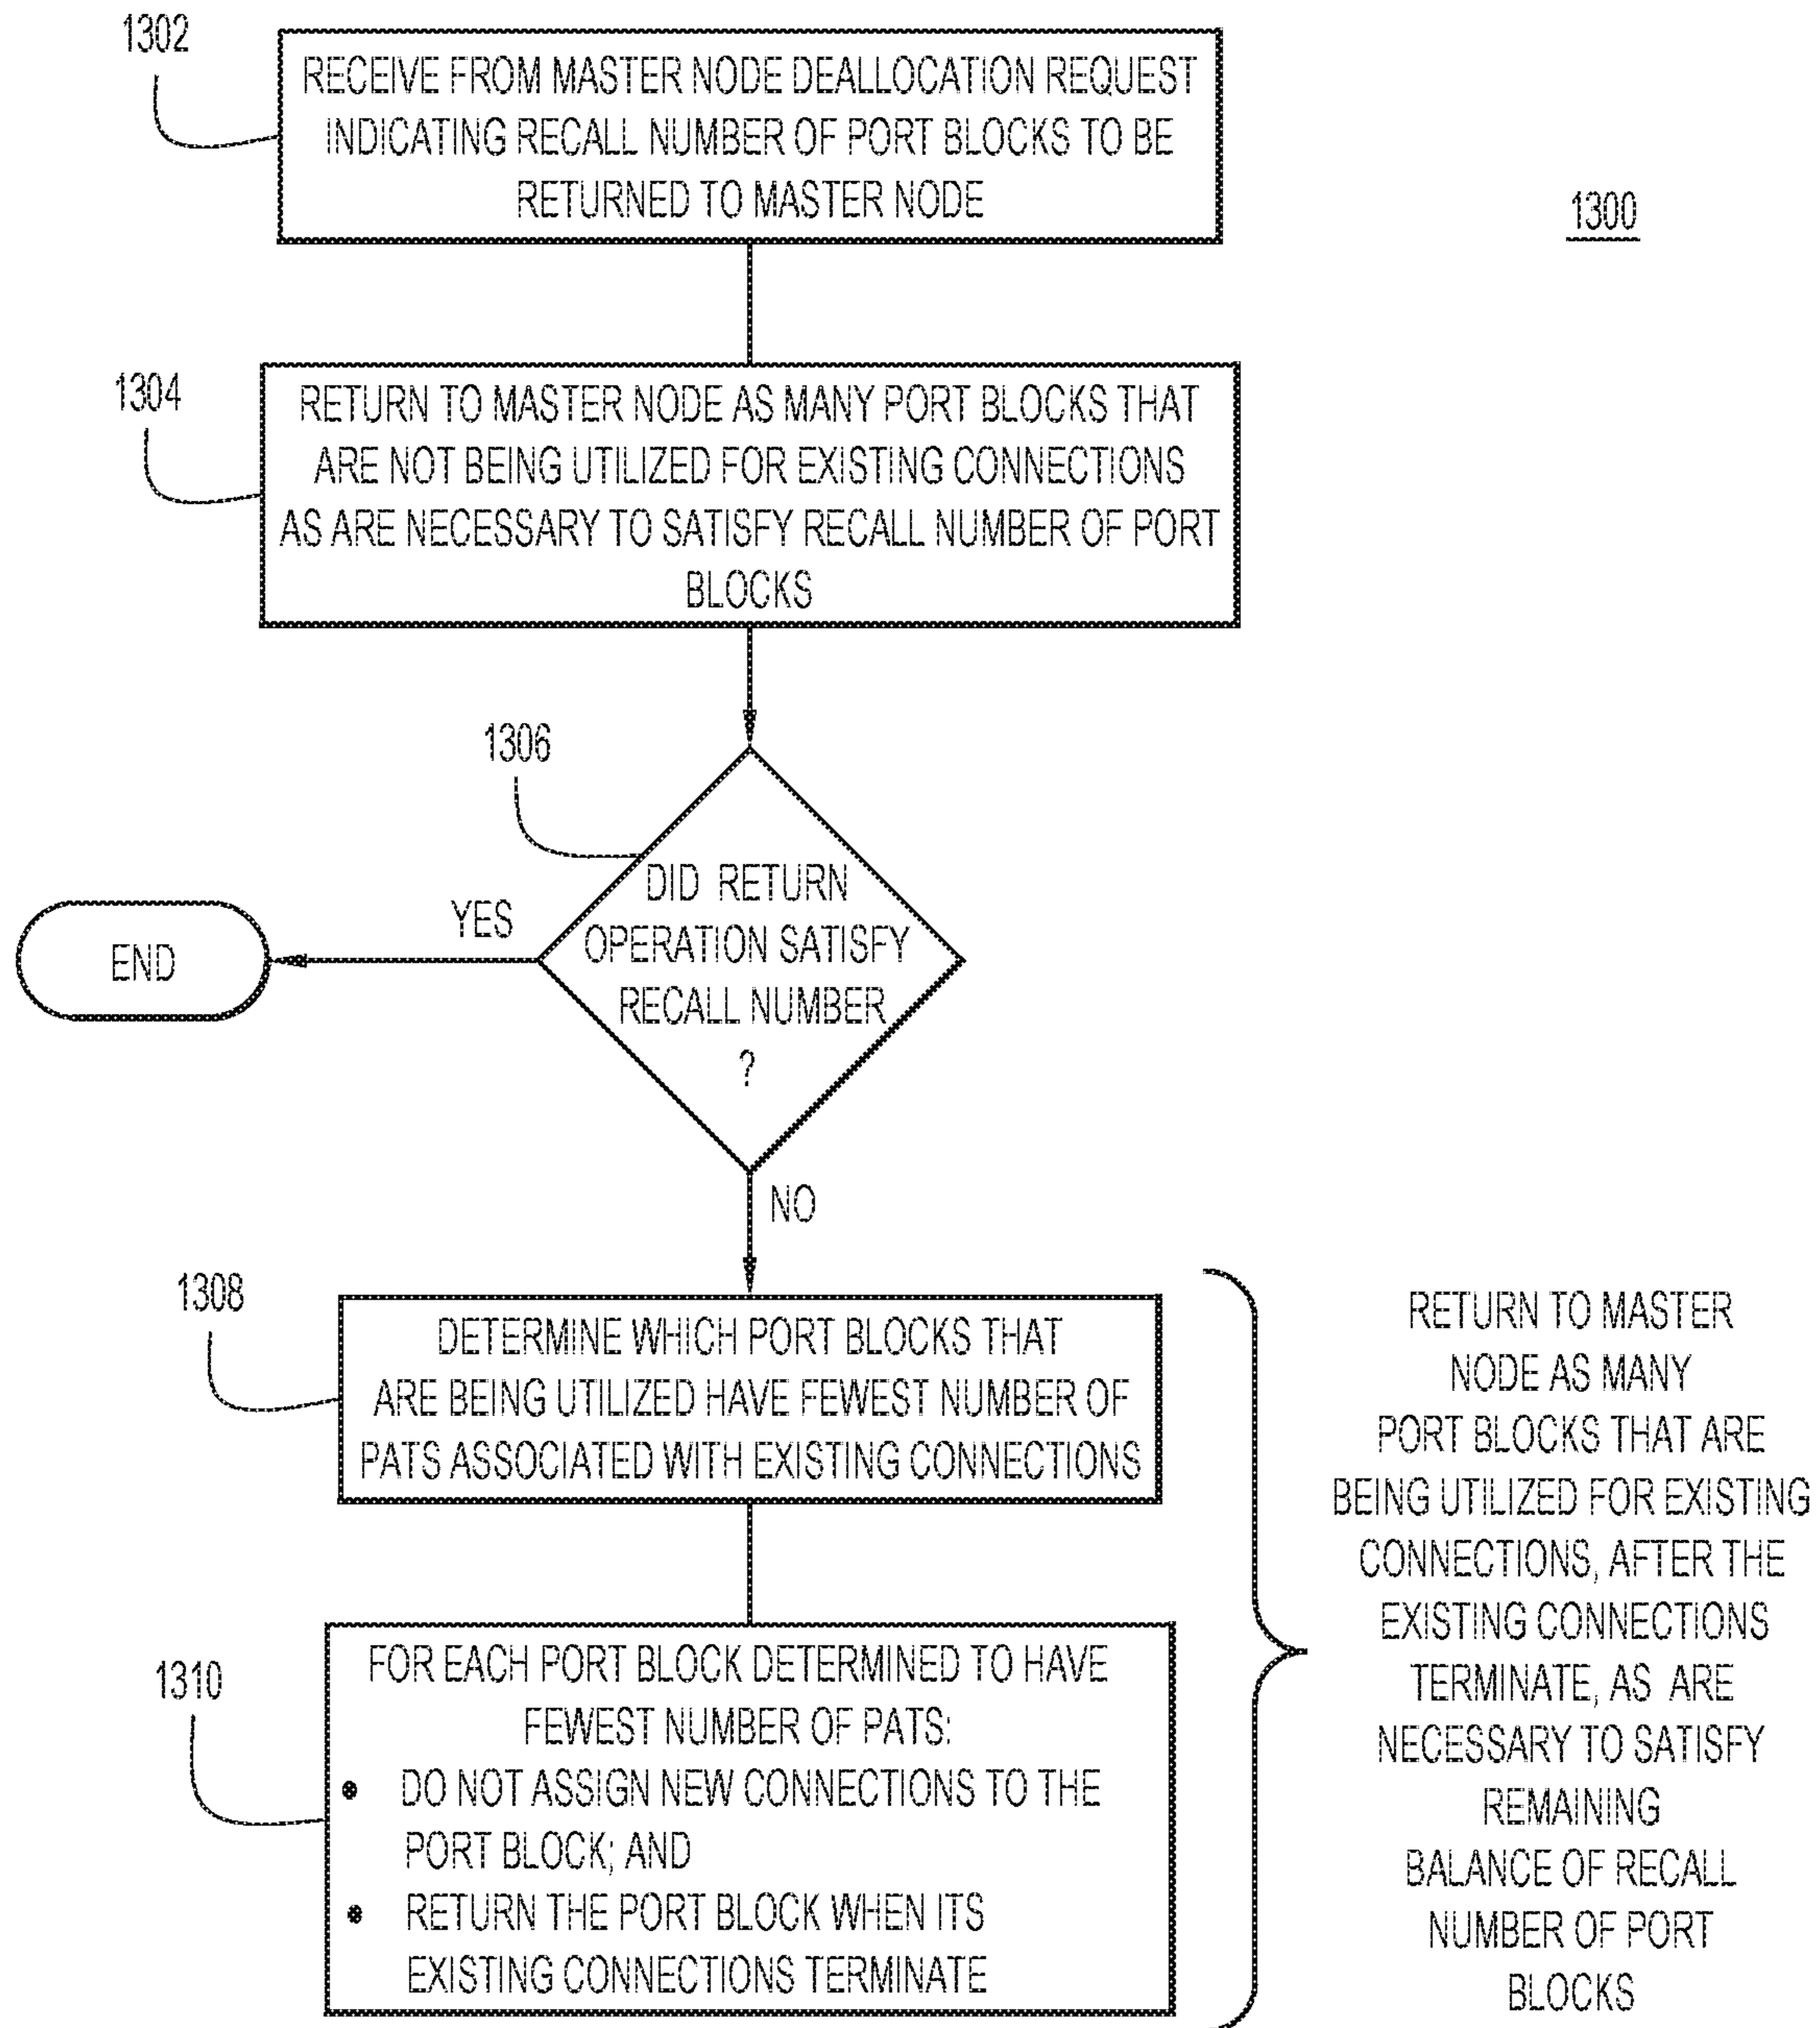 1302
RECEIVE FROM MASTER NODE DEALLOCATION REQUEST
INDICATING RECALL NUMBER OF PORT BLOCKS TO BE
RETURNED TO MASTER NODE
1300
1304
RETURN TO MASTER NODE AS MANY PORT BLOCKS THAT
ARE NOT BEING UTILIZED FOR EXISTING CONNECTIONS
AS ARE NECESSARY TO SATISFY RECALL NUMBER OF PORT
BLOCKS
1306
DID RETURN
OPERATION SATISFY
RECALL NUMBER
?
YES
END
NO
1308
DETERMINE WHICH PORT BLOCKS THAT
ARE BEING UTILIZED HAVE FEWEST NUMBER OF
PATS ASSOCIATED WITH EXISTING CONNECTIONS
1310
FOR EACH PORT BLOCK DETERMINED TO HAVE
FEWEST NUMBER OF PATS:
• DO NOT ASSIGN NEW CONNECTIONS TO THE
PORT BLOCK; AND
• RETURN THE PORT BLOCK WHEN ITS
EXISTING CONNECTIONS TERMINATE
RETURN TO MASTER
NODE AS MANY
PORT BLOCKS THAT ARE
BEING UTILIZED FOR EXISTING
CONNECTIONS, AFTER THE
EXISTING CONNECTIONS
TERMINATE, AS ARE
NECESSARY TO SATISFY
REMAINING
BALANCE OF RECALL
NUMBER OF PORT
BLOCKS